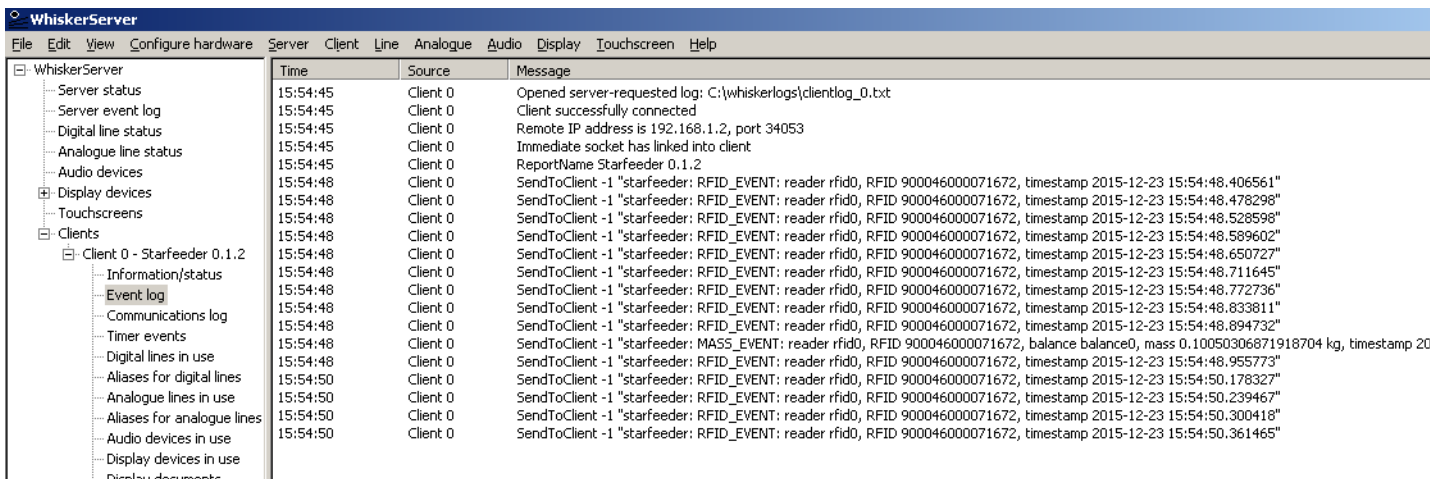 WhiskerServer
File Edit View Configure hardware Server Client Line Analogue Audio Display Touchscreen Help
WhiskerServer
Server status
Server event log
Digital line status
Analogue line status
Audio devices
Display devices
Touchscreens
Clients
Client 0 - Starfeeder 0.1.2
Information/status
Event log
Communications log
Timer events
Digital lines in use
Aliases for digital lines
Analogue lines in use
Aliases for analogue lines
Audio devices in use
Display devices in use
Display documents
Time Source Message
15:54:45 Client 0 Opened server-requested log: C:\whiskerlogs\clientlog_0.txt
15:54:45 Client 0 Client successfully connected
15:54:45 Client 0 Remote IP address is 192.168.1.2, port 34053
15:54:45 Client 0 Immediate socket has linked into client
15:54:45 Client 0 ReportName Starfeeder 0.1.2
15:54:48 Client 0 SendToClient -1 "starfeeder: RFID_EVENT: reader rfid0, RFID 900046000071672, timestamp 2015-12-23 15:54:48.406561"
15:54:48 Client 0 SendToClient -1 "starfeeder: RFID_EVENT: reader rfid0, RFID 900046000071672, timestamp 2015-12-23 15:54:48.478298"
15:54:48 Client 0 SendToClient -1 "starfeeder: RFID_EVENT: reader rfid0, RFID 900046000071672, timestamp 2015-12-23 15:54:48.528598"
15:54:48 Client 0 SendToClient -1 "starfeeder: RFID_EVENT: reader rfid0, RFID 900046000071672, timestamp 2015-12-23 15:54:48.589602"
15:54:48 Client 0 SendToClient -1 "starfeeder: RFID_EVENT: reader rfid0, RFID 900046000071672, timestamp 2015-12-23 15:54:48.650727"
15:54:48 Client 0 SendToClient -1 "starfeeder: RFID_EVENT: reader rfid0, RFID 900046000071672, timestamp 2015-12-23 15:54:48.711645"
15:54:48 Client 0 SendToClient -1 "starfeeder: RFID_EVENT: reader rfid0, RFID 900046000071672, timestamp 2015-12-23 15:54:48.772736"
15:54:48 Client 0 SendToClient -1 "starfeeder: RFID_EVENT: reader rfid0, RFID 900046000071672, timestamp 2015-12-23 15:54:48.833811"
15:54:48 Client 0 SendToClient -1 "starfeeder: RFID_EVENT: reader rfid0, RFID 900046000071672, timestamp 2015-12-23 15:54:48.894732"
15:54:48 Client 0 SendToClient -1 "starfeeder: MASS_EVENT: reader rfid0, RFID 900046000071672, balance balance0, mass 0.10050306871918704 kg, timestamp 20
15:54:48 Client 0 SendToClient -1 "starfeeder: RFID_EVENT: reader rfid0, RFID 900046000071672, timestamp 2015-12-23 15:54:48.955773"
15:54:50 Client 0 SendToClient -1 "starfeeder: RFID_EVENT: reader rfid0, RFID 900046000071672, timestamp 2015-12-23 15:54:50.178327"
15:54:50 Client 0 SendToClient -1 "starfeeder: RFID_EVENT: reader rfid0, RFID 900046000071672, timestamp 2015-12-23 15:54:50.239467"
15:54:50 Client 0 SendToClient -1 "starfeeder: RFID_EVENT: reader rfid0, RFID 900046000071672, timestamp 2015-12-23 15:54:50.300418"
15:54:50 Client 0 SendToClient -1 "starfeeder: RFID_EVENT: reader rfid0, RFID 900046000071672, timestamp 2015-12-23 15:54:50.361465"